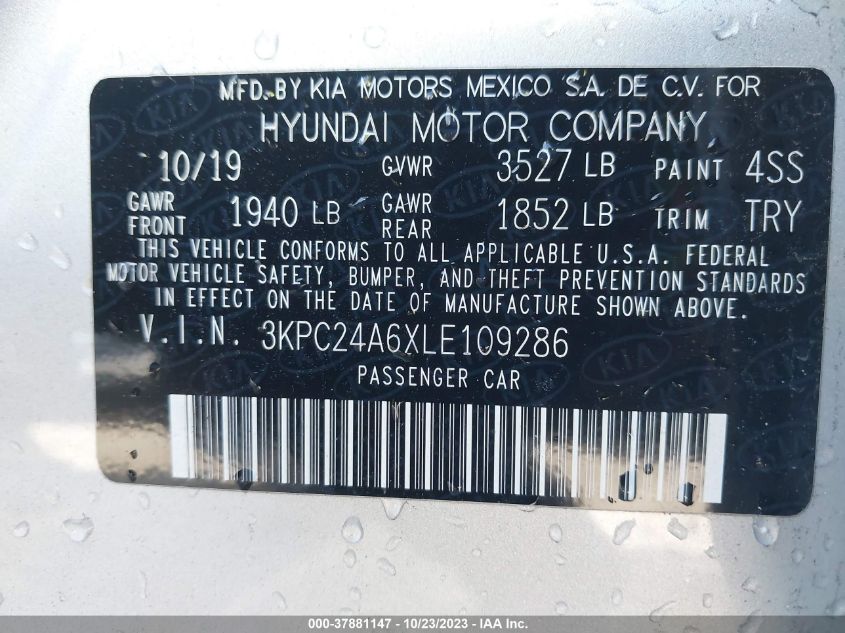 MFD. BY KIA MOTORS MEXICO S.A. DE C.V. FOR
HYUNDAI MOTOR COMPANY
10/19 GVWR 3527 LB PAINT 4SS
GAWR FRONT 1940 LB GAWR REAR 1852 LB TRIM TRY
THIS VEHICLE CONFORMS TO ALL APPLICABLE U.S.A. FEDERAL
MOTOR VEHICLE SAFETY, BUMPER, AND THEFT PREVENTION STANDARDS
IN EFFECT ON THE DATE OF MANUFACTURE SHOWN ABOVE.
V.I.N. 3KPC24A6XLE109286
PASSENGER CAR
000-37881147 - 10/23/2023 - IAAI.COM